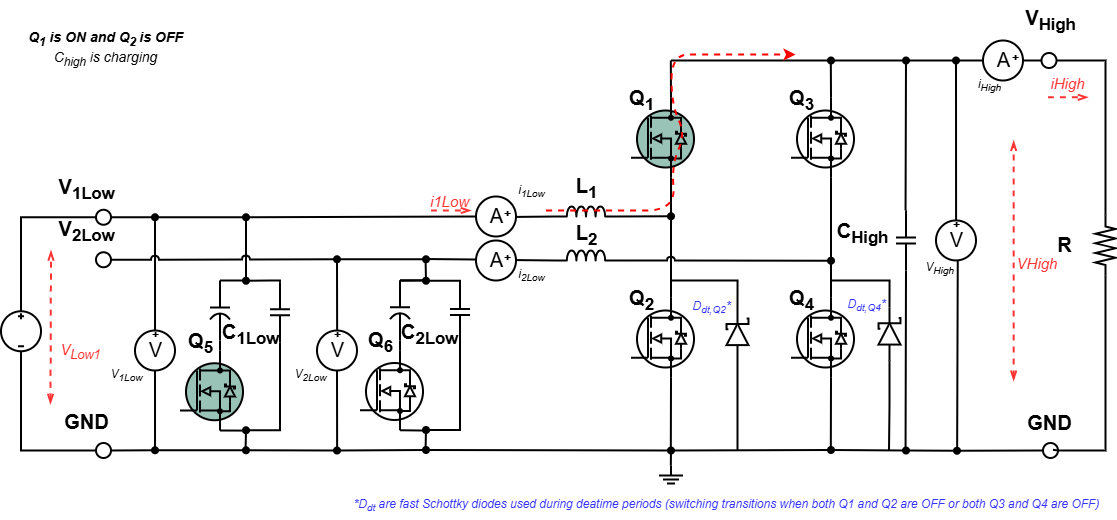 Q1 is ON and Q2 is OFF
Chigh is charging
VHigh
A+
iHigh
iHigh
Q1
Q3
V1Low
i1Low
A+
i1Low
L1
V2Low
A+
i2Low
L2
CHigh
V
+
VHigh
VHigh
R
Q2
Ddt,Q2*
Q4
Ddt,Q4*
+
-
VLow1
V
+
V1Low
Q5
C1Low
V
+
V2Low
Q6
C2Low
GND
GND
*Ddt are fast Schottky diodes used during deatime periods (switching transitions when both Q1 and Q2 are OFF or both Q3 and Q4 are OFF)